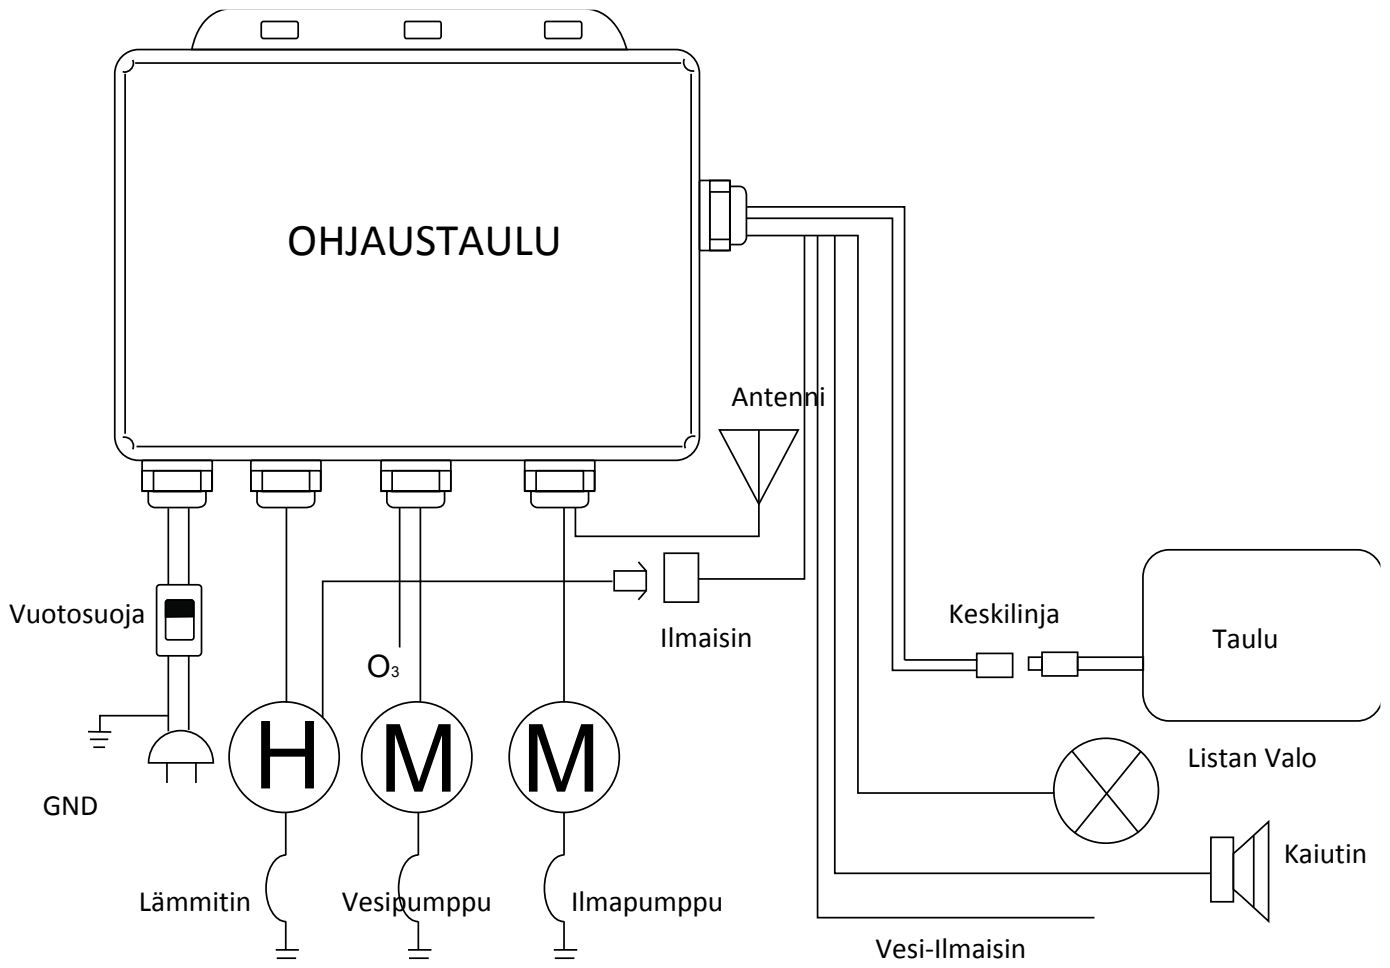 OHJAUSTAULU
Antenni
Vuotosuoja
Keskilinja
Taulu
Ilmaisin
O₃
H
M
M
Listan Valo
GND
Kaiutin
Lämmitin
Vesipumppu
Ilmapumppu
Vesi-Ilmaisin